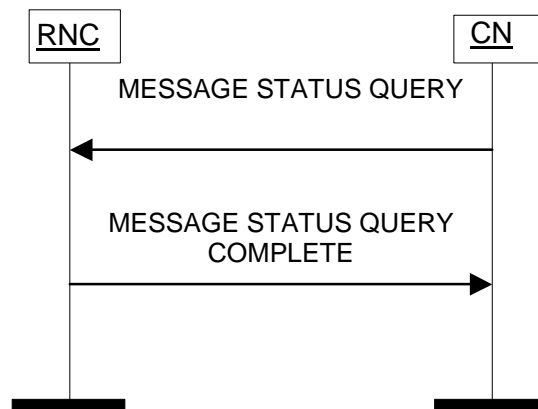 RNC
CN
MESSAGE STATUS QUERY
MESSAGE STATUS QUERY
COMPLETE